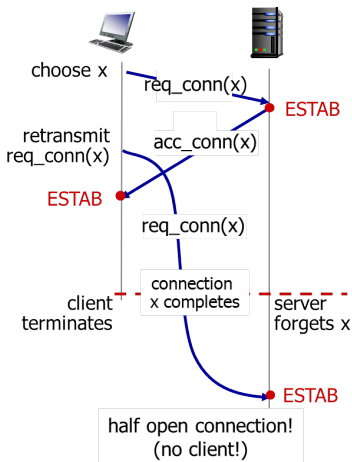 choose x
req_conn(x)
ESTAB
retransmit
req_conn(x)
acc_conn(x)
ESTAB
req_conn(x)
connection
x completes
client
terminates
server
forgets x
ESTAB
half open connection!
(no client!)